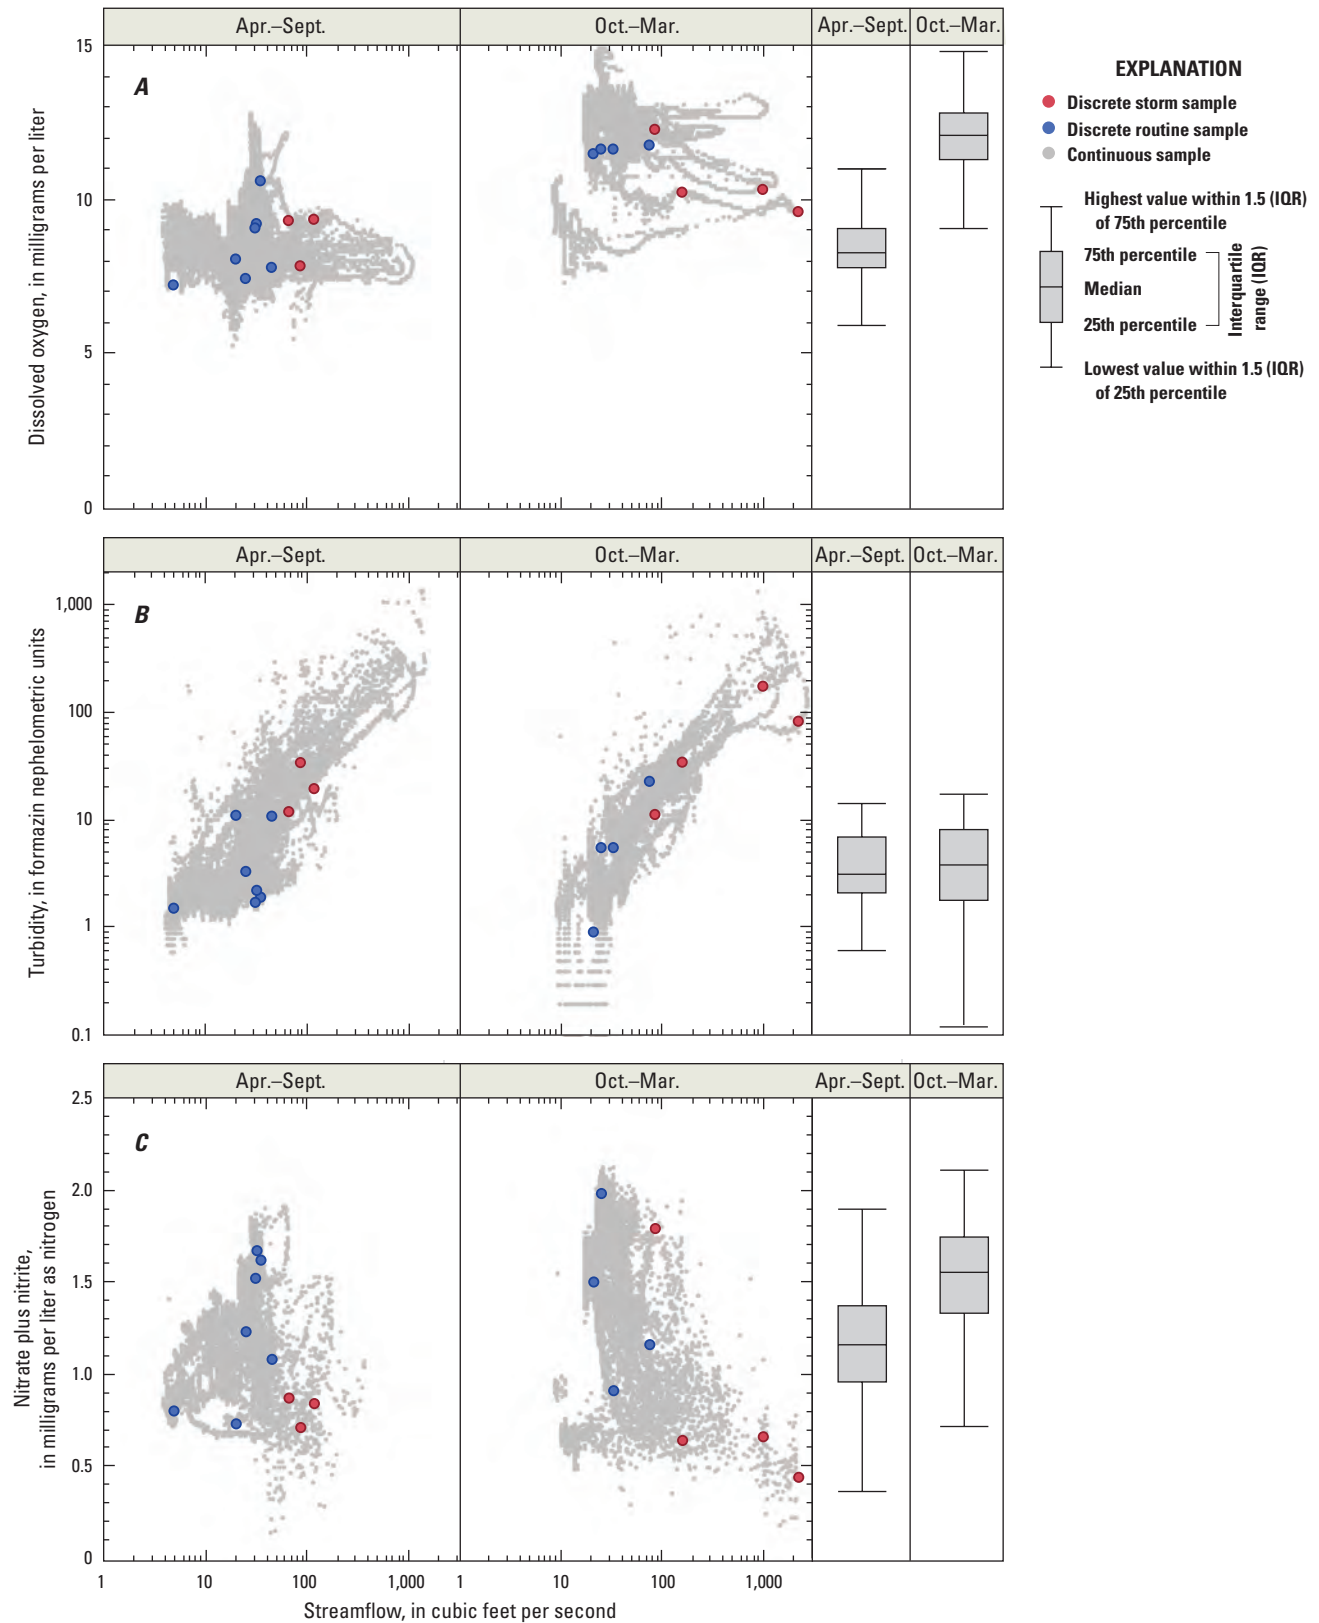 Apr.–Sept.
Oct.–Mar.
Apr.–Sept.
Oct.–Mar.
A
15
10
5
0
Dissolved oxygen, in milligrams per liter
EXPLANATION
Discrete storm sample
Discrete routine sample
Continuous sample
Highest value within 1.5 (IQR)
of 75th percentile
75th percentile
Median
25th percentile
Interquartile
range (IQR)
Lowest value within 1.5 (IQR)
of 25th percentile
Apr.–Sept.
Oct.–Mar.
Apr.–Sept.
Oct.–Mar.
B
1,000
100
10
1
0.1
Turbidity, in formazin nephelometric units
Apr.–Sept.
Oct.–Mar.
Apr.–Sept.
Oct.–Mar.
C
2.5
2.0
1.5
1.0
0.5
0
Nitrate plus nitrite,
in milligrams per liter as nitrogen
1 10 100 1,000 1 10 100 1,000
Streamflow, in cubic feet per second